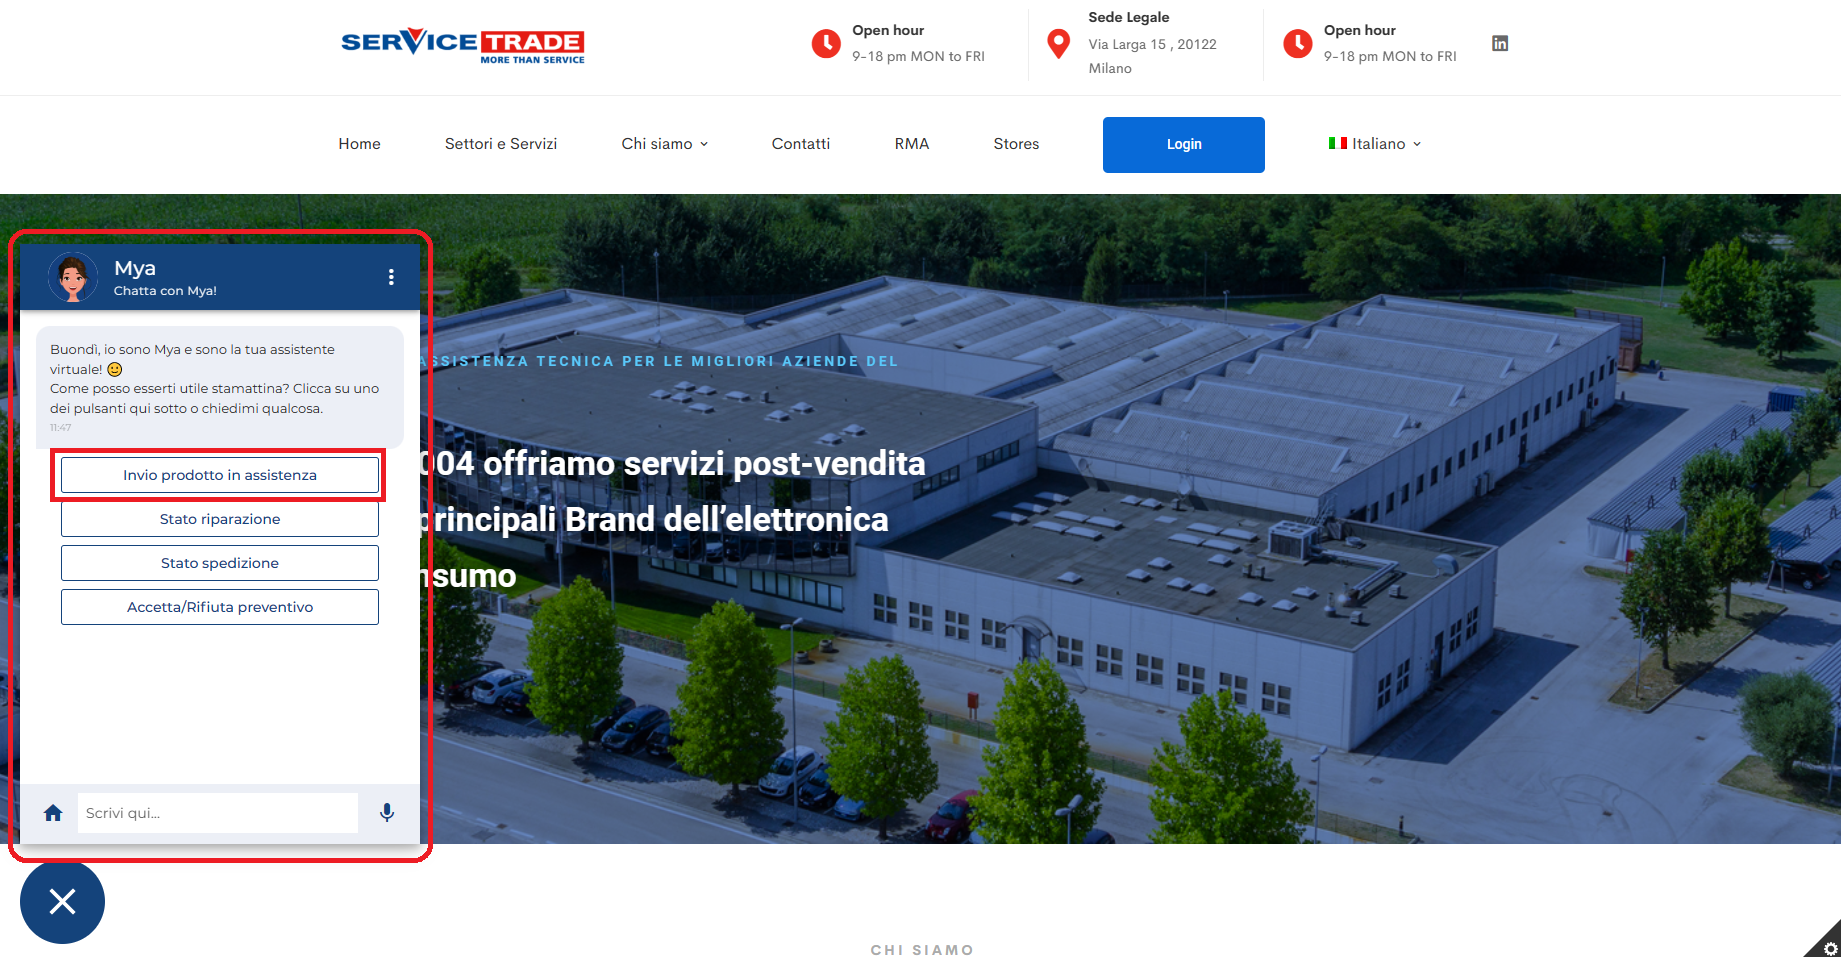 SERVICE TRADE
MORE THAN SERVICE
Open hour
9-18 pm MON to FRI
Sede Legale
Via Larga 15 , 20122
Milano
Open hour
9-18 pm MON to FRI
Home
Settori e Servizi
Chi siamo
Contatti
RMA
Stores
Login
Italiano
Mya
Chatta con Mya!
Buondì, io sono Mya e sono la tua assistente
virtuale! 🙂
Come posso esserti utile stamattina? Clicca su uno
dei pulsanti qui sotto o chiedimi qualcosa.
11:47
Invio prodotto in assistenza
Stato riparazione
Stato spedizione
Accetta/Rifiuta preventivo
Scrivi qui...
ASSISTENZA TECNICA PER LE MIGLIORI AZIENDE DEL
004 offriamo servizi post-vendita
principali Brand dell’elettronica
nsumo
CHI SIAMO